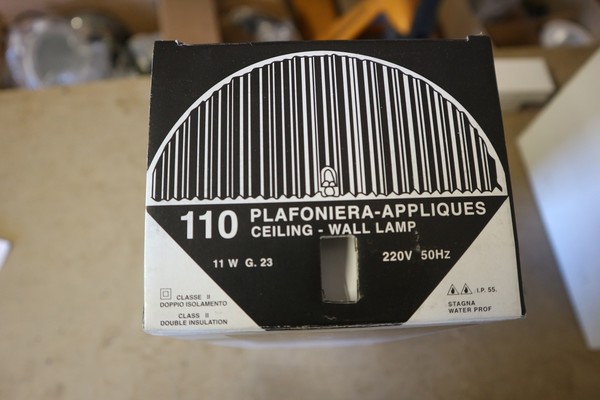 110 PLAFONIERA-APPLIQUES
CEILING - WALL LAMP
11 W G. 23
220V 50Hz
CLASSE II
DOPPIO ISOLAMENTO
CLASS II
DOUBLE INSULATION
I.P. 55.
STAGNA
WATER PROF